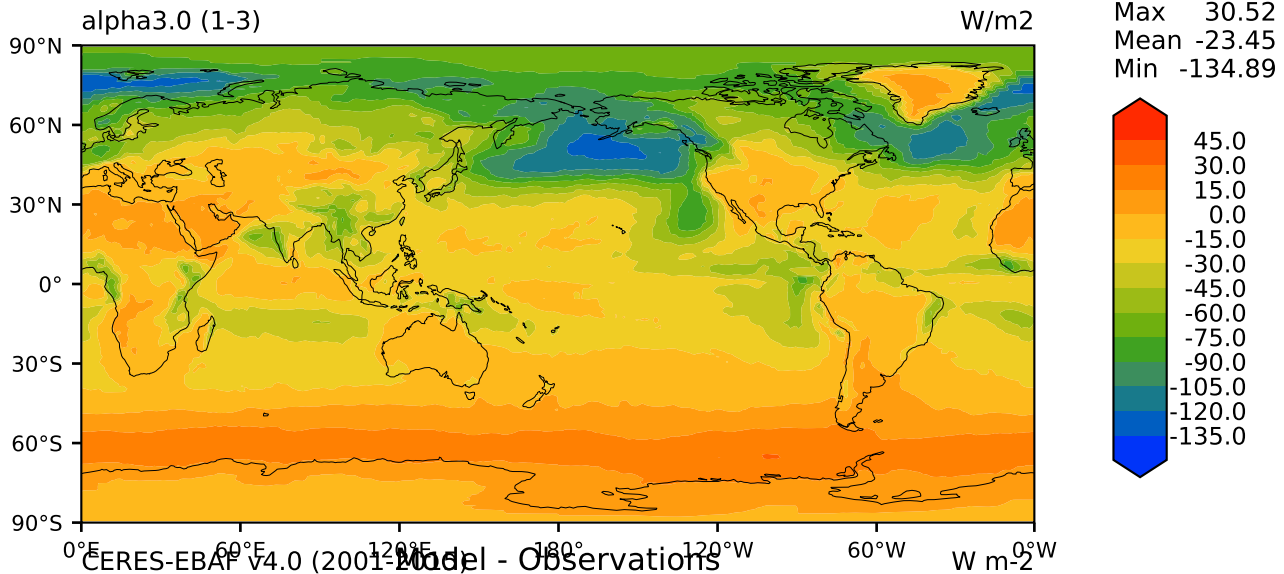 alpha3.0 (1-3) W/m2
Max 30.52
Mean -23.45
Min -134.89
90°N
60°N
30°N
0°
30°S
60°S
90°S
0°E 60°E 120°E 180° 120°W 60°W 0°W
45.0
30.0
15.0
0.0
-15.0
-30.0
-45.0
-60.0
-75.0
-90.0
-105.0
-120.0
-135.0
CERES-EBAF v4.0 (2001-2015) Model - Observations W m-2